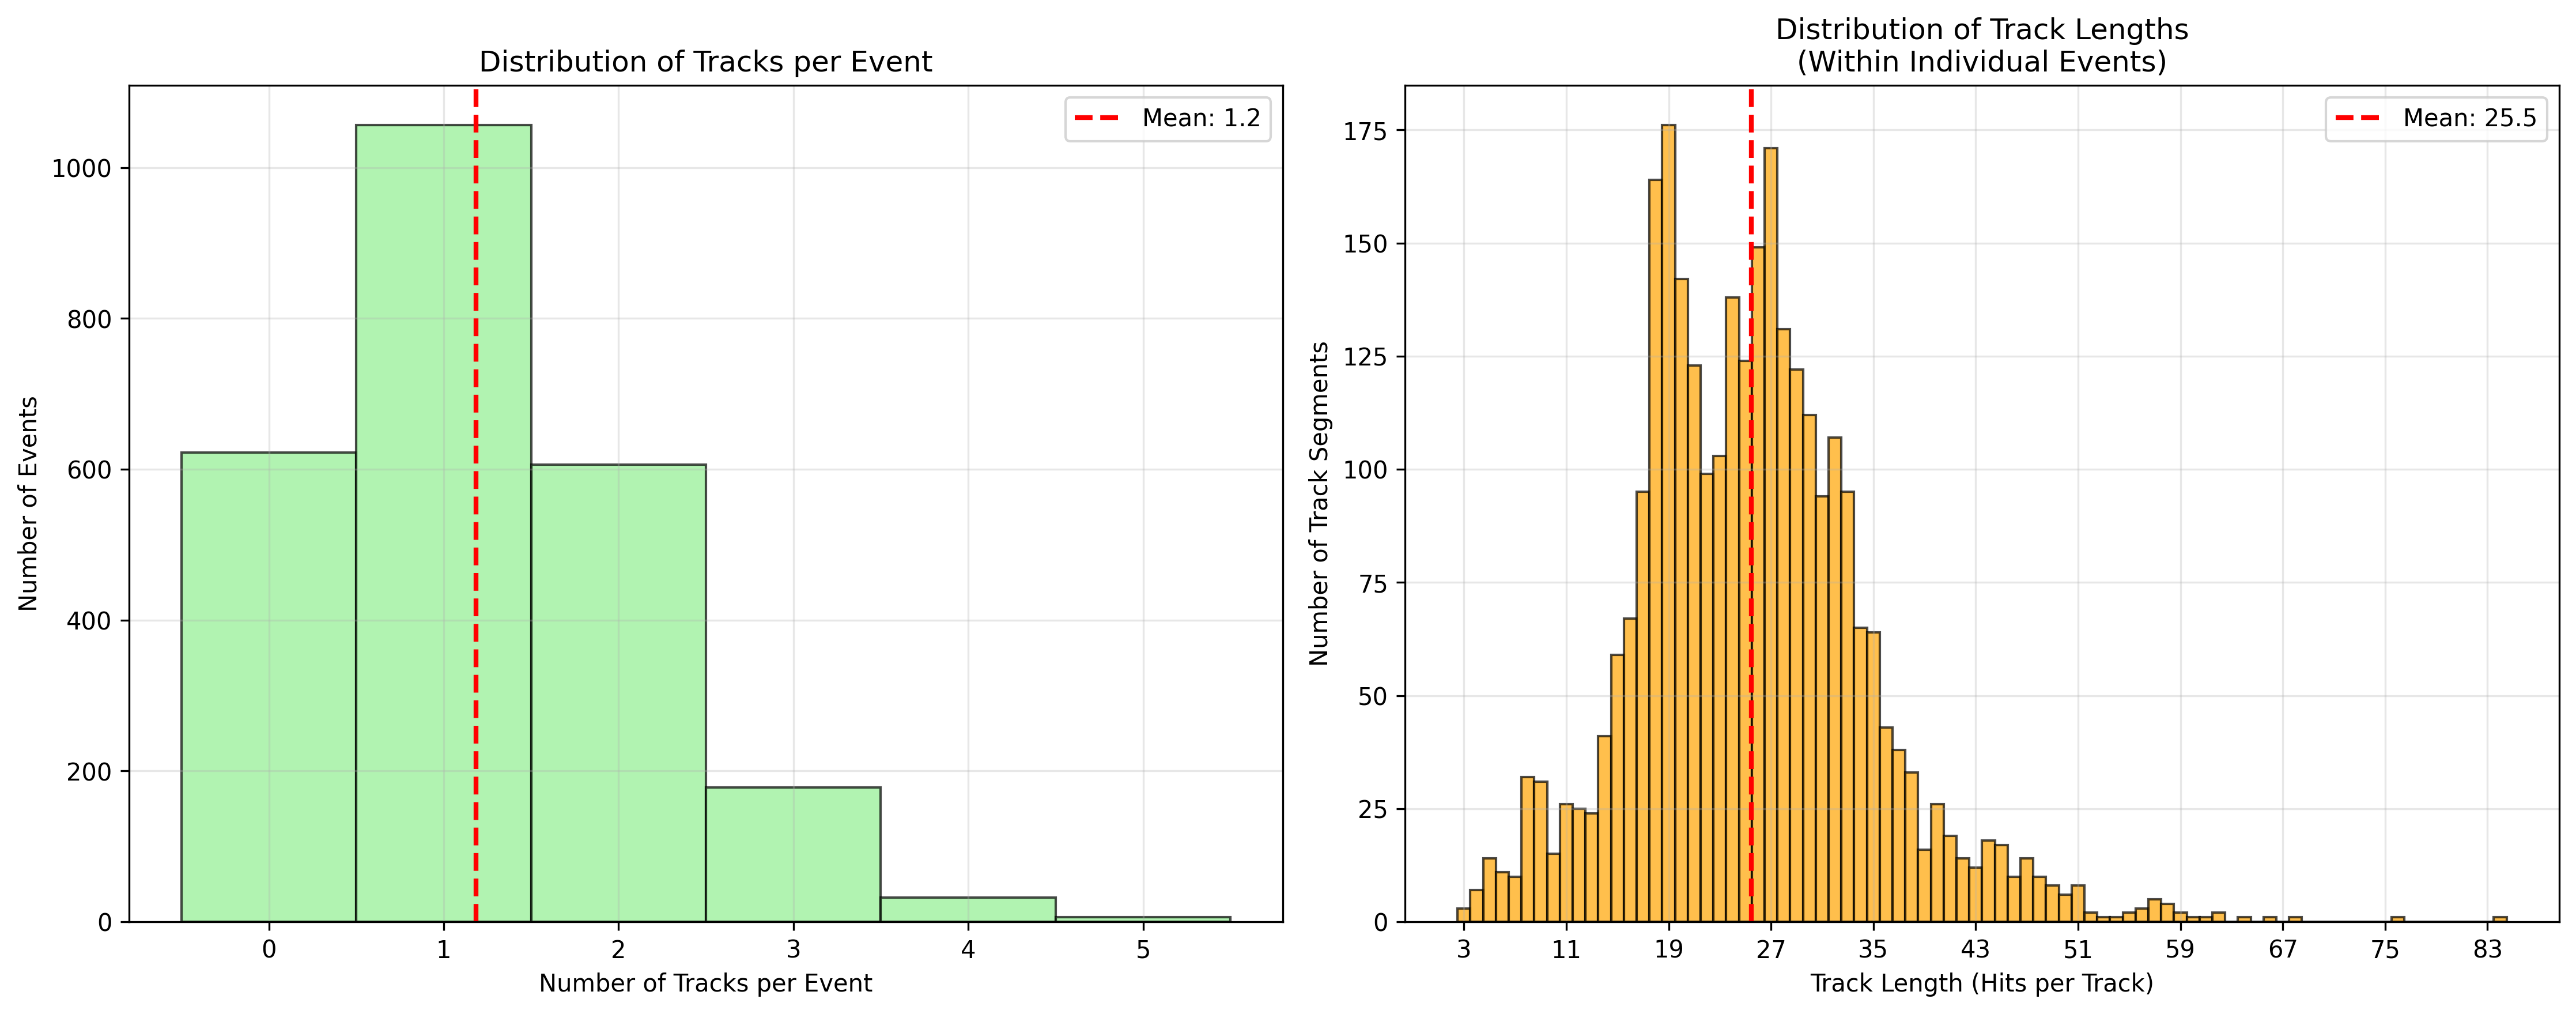 Distribution of Tracks per Event
Mean: 1.2
Number of Events
1000
800
600
400
200
0
0 1 2 3 4 5
Number of Tracks per Event
Distribution of Track Lengths
(Within Individual Events)
Mean: 25.5
Number of Track Segments
175
150
125
100
75
50
25
0
3 11 19 27 35 43 51 59 67 75 83
Track Length (Hits per Track)